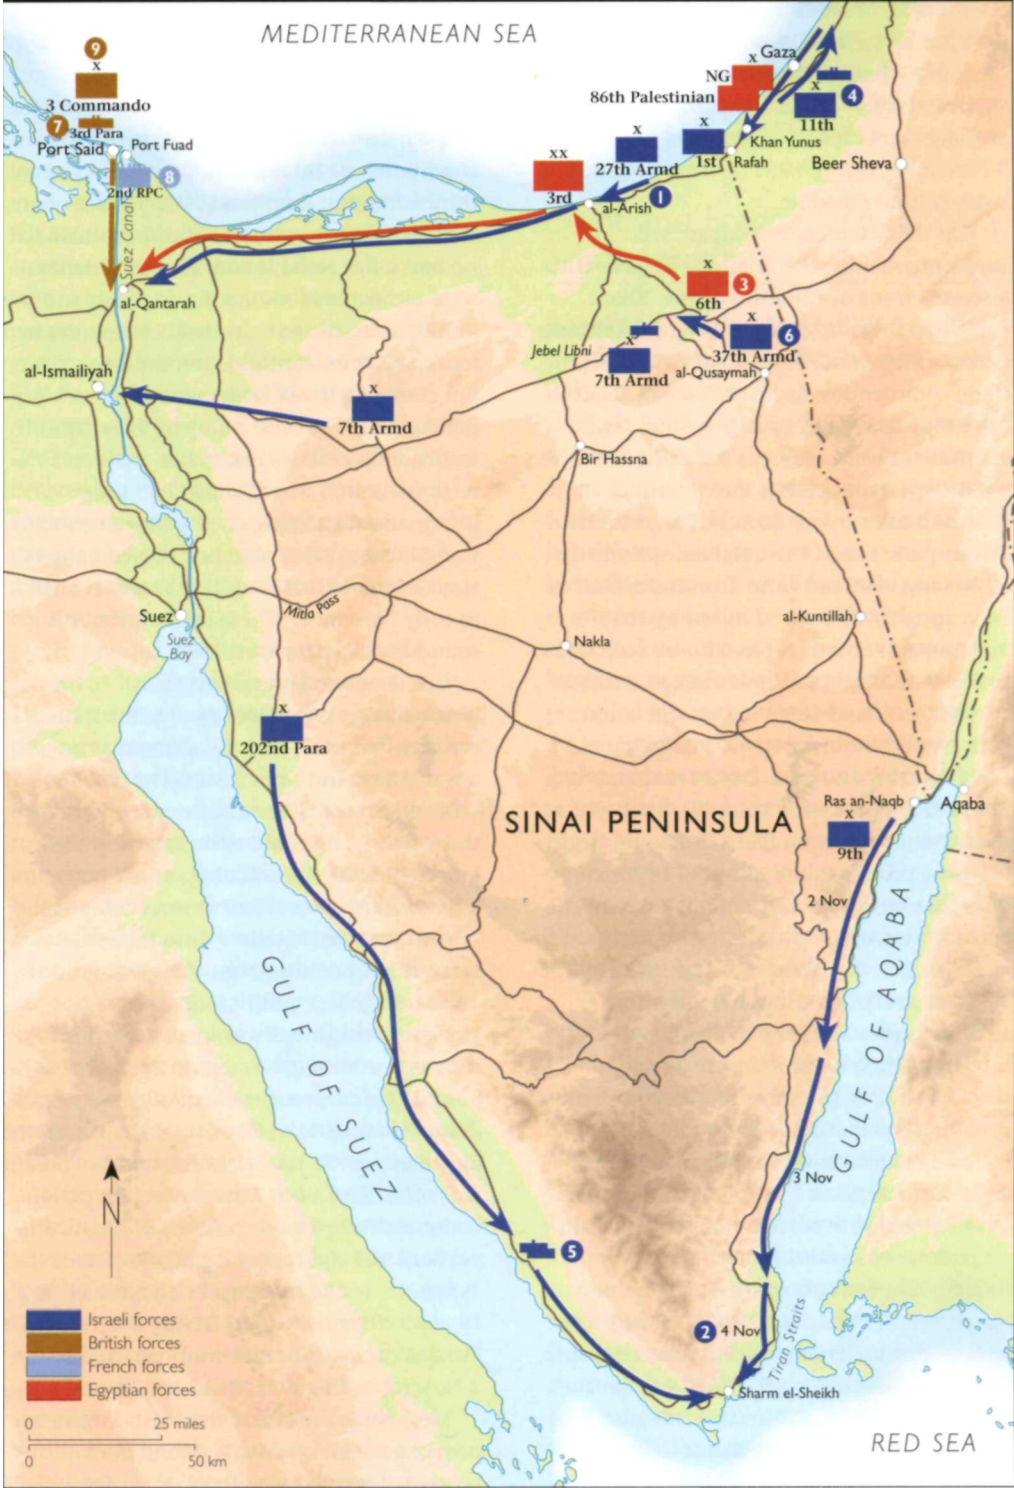 MEDITERRANEAN SEA
9
x
3 Commando
7
3rd Para
Port Said
Port Fuad
8
2nd RPC
Suez Canal
al-Qantarah
al-Ismailiyah
x
7th Armd
xx
3rd
x
27th Armd
1
al-Arish
x
1st
Rafah
Khan Yunus
NG
x
86th Palestinian
Gaza
x
11th
4
Beer Sheva
x
6th
3
x
37th Armd
6
x
7th Armd
Jebel Libni
al-Qusaymah
Bir Hassna
Mitla Pass
Suez
Suez
Bay
Nakla
al-Kuntillah
x
202nd Para
SINAI PENINSULA
Ras an-Naqb
Aqaba
x
9th
2 Nov
GULF OF AQABA
GULF OF SUEZ
3 Nov
5
2
4 Nov
Tiran Straits
Sharm el-Sheikh
RED SEA
N
Israeli forces
British forces
French forces
Egyptian forces
0
25 miles
0
50 km